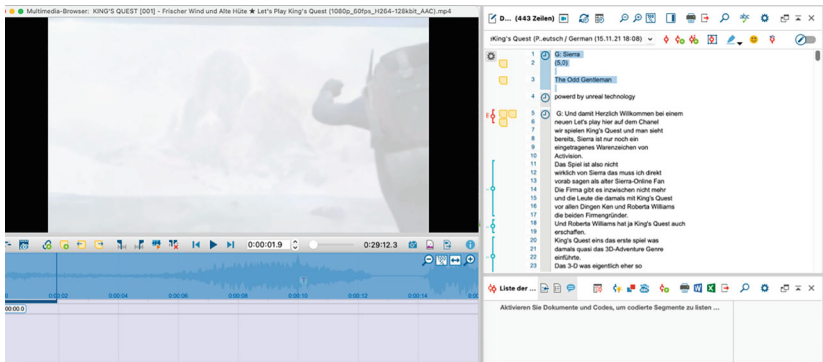 Multimedia-Browser: KING'S QUEST [001] - Frischer Wind und Alte Hüte ★ Let's Play King's Quest (1080p_60fps_H264-128kbit_AAC).mp4
D... (443 Zeilen)
:King's Quest (P..eutsch / German (15.11.21 18:08)
1 G: Sierra
2 (5,0)
3 The Odd Gentleman
4 powerd by unreal technology
5 G: Und damit Herzlich Willkommen bei einem
6 neuen Let's play hier auf dem Chanel
7 wir spielen King's Quest und man sieht
8 bereits, Sierra ist nur noch ein
9 eingetragenes Warenzeichen von
10 Activision.
11 Das Spiel ist also nicht
12 wirklich von Sierra das muss ich direkt
13 vorab sagen als alter Sierra-Online Fan
14 Die Firma gibt es inzwischen nicht mehr
15 und die Leute die damals mit King's Quest
16 vor allen Dingen Ken und Roberta Williams
17 die beiden Firmengründer.
18 Und Roberta Williams hat ja King's Quest auch
19 erschaffen.
20 King's Quest eins das erste spiel was
21 damals quasi das 3D-Adventure Genre
22 einführte.
23 Das 3-D was eigentlich eher so
0:00:01.9 0:29:12.3
0:00:02 0:00:04 0:00:06 0:00:08 0:00:10 0:00:12 0:00:14
00:00:0
Liste der ...
Aktivieren Sie Dokumente und Codes, um codierte Segmente zu listen ...